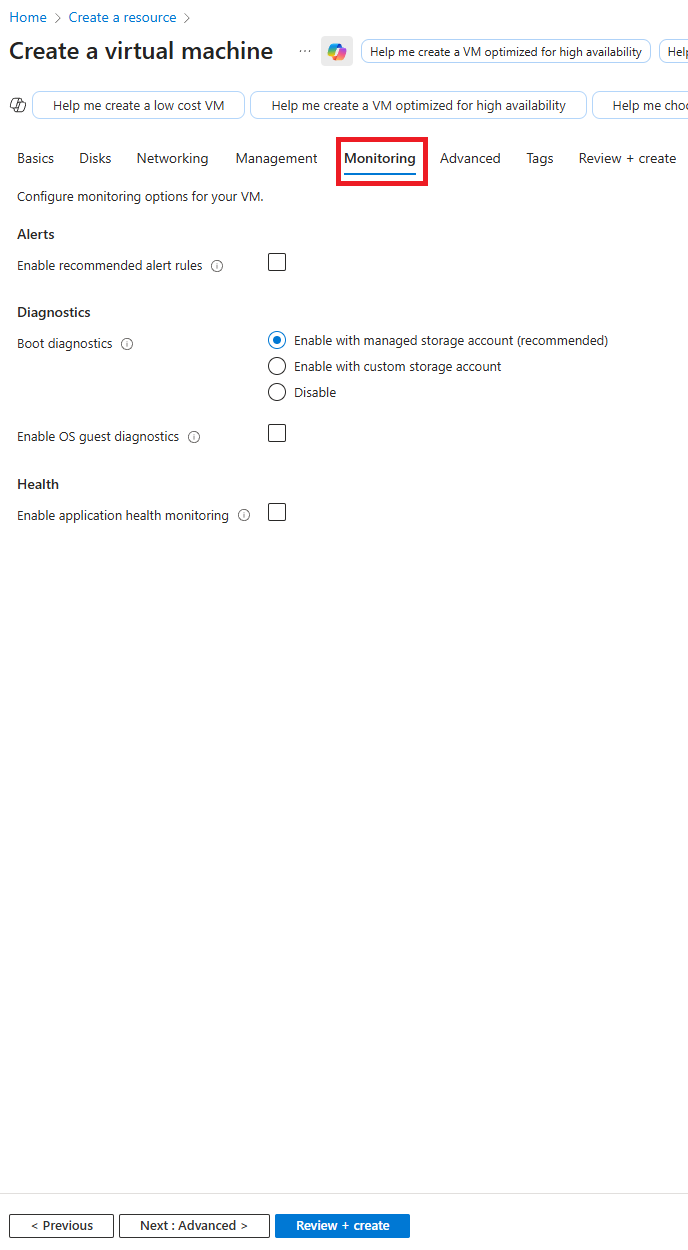 Home > Create a resource >
Create a virtual machine ... Help me create a VM optimized for high availability Help
Help me create a low cost VM Help me create a VM optimized for high availability Help me choo
Basics Disks Networking Management Monitoring Advanced Tags Review + create
Configure monitoring options for your VM.
Alerts
Enable recommended alert rules
Diagnostics
Boot diagnostics Enable with managed storage account (recommended)
Enable with custom storage account
Disable
Enable OS guest diagnostics
Health
Enable application health monitoring
< Previous Next : Advanced > Review + create